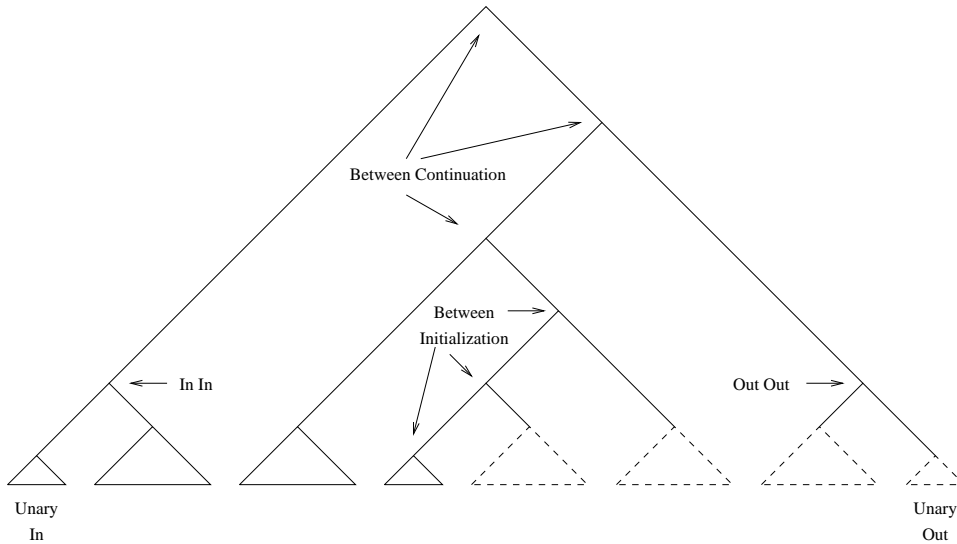 Between Continuation
Between
Initialization
In In
Out Out
Unary
In
Unary
Out